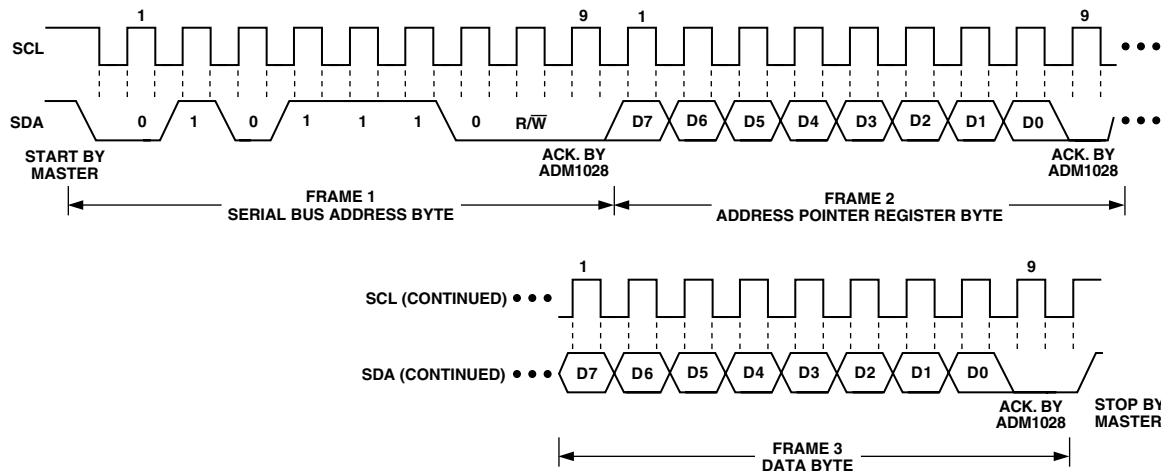 1 9 1 9
SCL
SDA 0 1 0 1 1 1 0 R/W̅ D7 D6 D5 D4 D3 D2 D1 D0
START BY
MASTER
ACK. BY
ADM1028
ACK. BY
ADM1028
FRAME 1
SERIAL BUS ADDRESS BYTE
FRAME 2
ADDRESS POINTER REGISTER BYTE
1 9
SCL (CONTINUED)
SDA (CONTINUED) D7 D6 D5 D4 D3 D2 D1 D0
ACK. BY
ADM1028
STOP BY
MASTER
FRAME 3
DATA BYTE